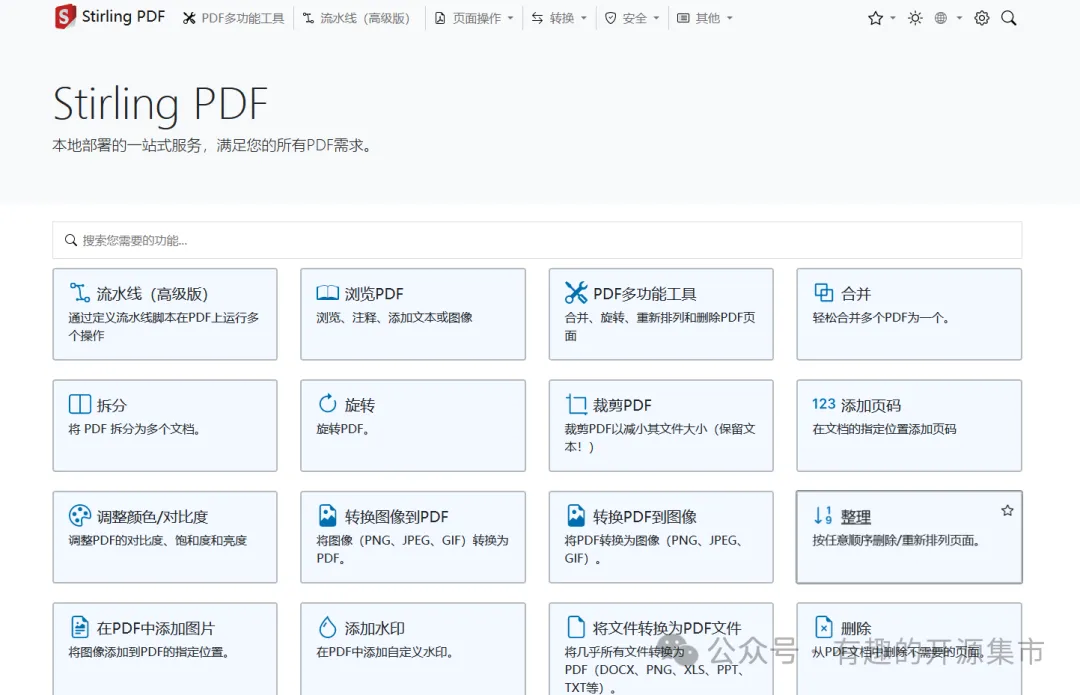 Stirling PDF PDF多功能工具 流水线（高级版） 页面操作 转换 安全 其他
Stirling PDF
本地部署的一站式服务，满足您的所有PDF需求。
搜索您需要的功能...
流水线（高级版）
通过定义流水线脚本在PDF上运行多
个操作
浏览PDF
浏览、注释、添加文本或图像
PDF多功能工具
合并、旋转、重新排列和删除PDF页
面
合并
轻松合并多个PDF为一个。
拆分
将 PDF 拆分为多个文档。
旋转
旋转PDF。
裁剪PDF
裁剪PDF以减小其文件大小（保留文
本！）
123 添加页码
在文档的指定位置添加页码
调整颜色/对比度
调整PDF的对比度、饱和度和亮度
转换图像到PDF
将图像（PNG、JPEG、GIF）转换为
PDF。
转换PDF到图像
将PDF转换为图像（PNG、JPEG、
GIF）。
整理
按任意顺序删除/重新排列页面。
在PDF中添加图片
将图像添加到PDF的指定位置。
添加水印
在PDF中添加自定义水印。
将文件转换为PDF文件
将几乎所有文件转换为
PDF（DOCX、PNG、XLS、PPT、
TXT等）。
删除
从PDF文档中删除不需要的页面。
公众号 有趣的开源集市